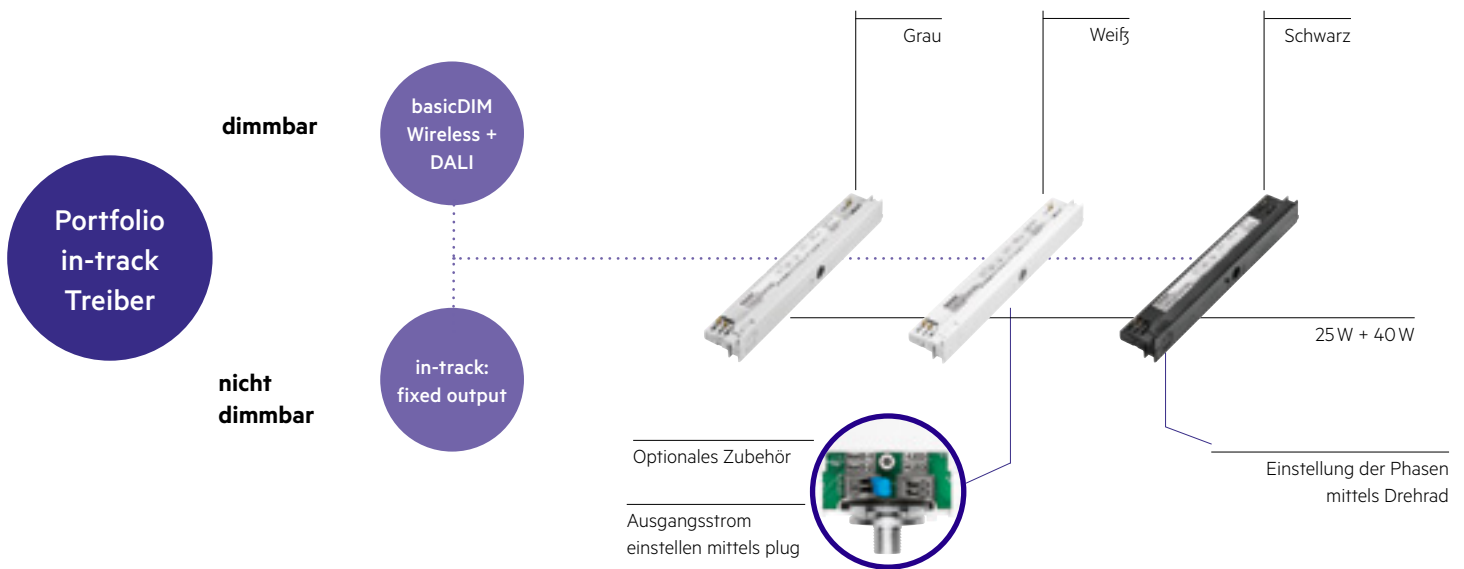 Portfolio
in-track
Treiber
dimmbar
basicDIM
Wireless +
DALI
nicht
dimmbar
in-track:
fixed output
Grau
Weiß
Schwarz
25 W + 40 W
Optionales Zubehör
Ausgangsstrom
einstellen mittels plug
Einstellung der Phasen
mittels Drehrad